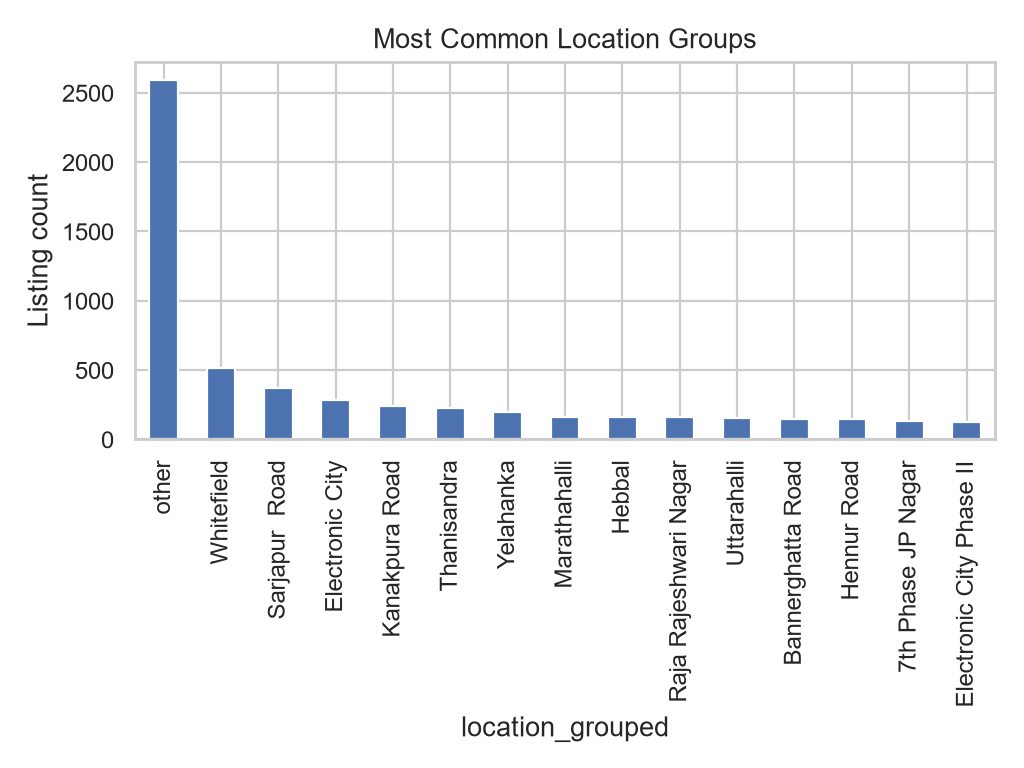 Most Common Location Groups
Listing count
2500
2000
1500
1000
500
0
other
Whitefield
Sarjapur  Road
Electronic City
Kanakpura Road
Thanisandra
Yelahanka
Marathahalli
Hebbal
Raja Rajeshwari Nagar
Uttarahalli
Bannerghatta Road
Hennur Road
7th Phase JP Nagar
Electronic City Phase II
location_grouped